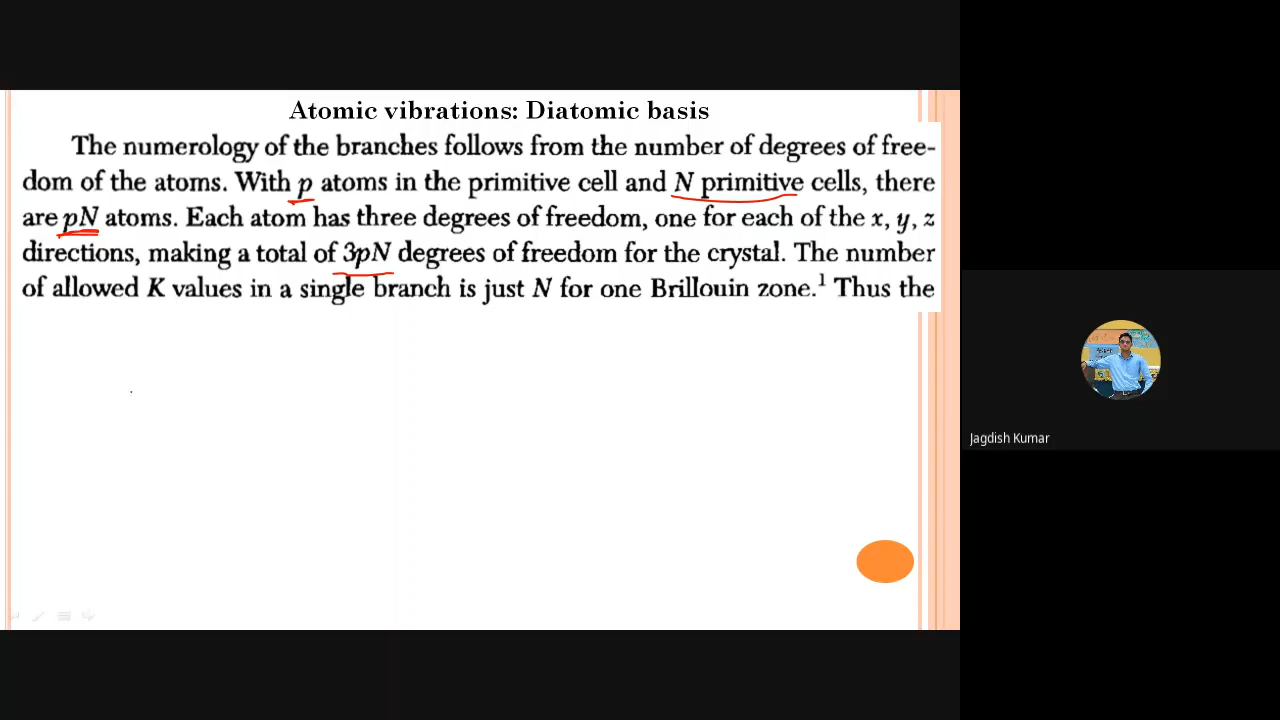 Atomic vibrations: Diatomic basis
The numerology of the branches follows from the number of degrees of free-
dom of the atoms. With p atoms in the primitive cell and N primitive cells, there
are pN atoms. Each atom has three degrees of freedom, one for each of the x, y, z
directions, making a total of 3pN degrees of freedom for the crystal. The number
of allowed K values in a single branch is just N for one Brillouin zone.¹ Thus the
Jagdish Kumar